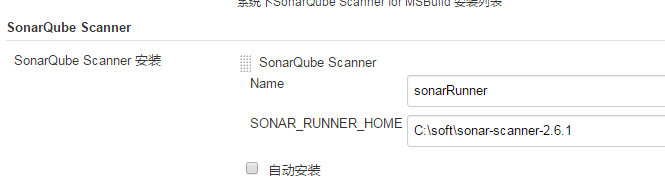 系统下SonarQube Scanner for MSBuild 安装列表
SonarQube Scanner
SonarQube Scanner 安装
SonarQube Scanner
Name
sonarRunner
SONAR_RUNNER_HOME
C:\soft\sonar-scanner-2.6.1
自动安装